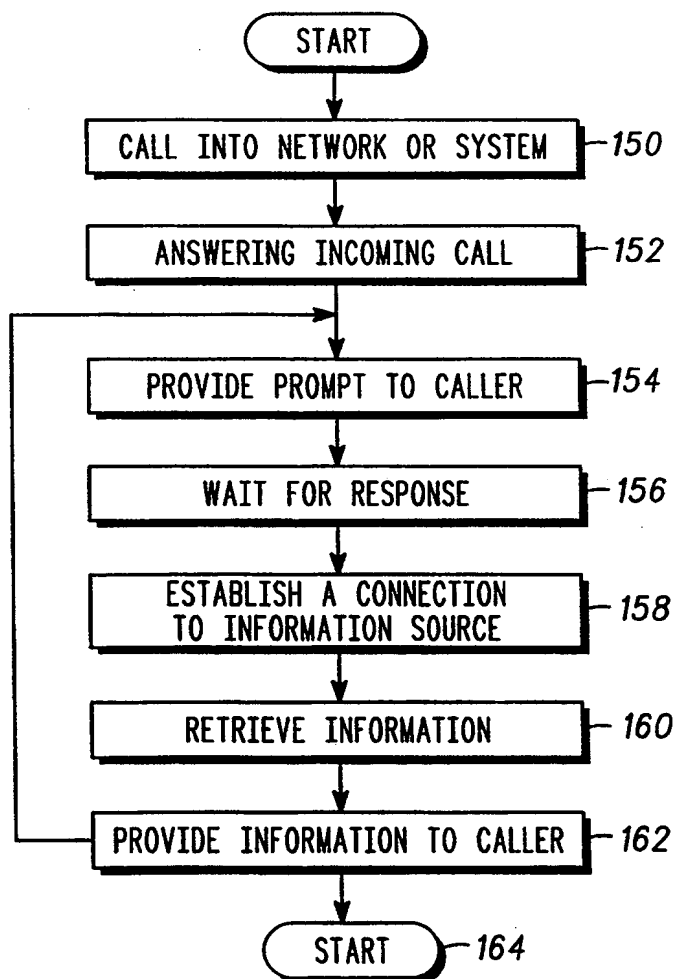 START
CALL INTO NETWORK OR SYSTEM 150
ANSWERING INCOMING CALL 152
PROVIDE PROMPT TO CALLER 154
WAIT FOR RESPONSE 156
ESTABLISH A CONNECTION
TO INFORMATION SOURCE 158
RETRIEVE INFORMATION 160
PROVIDE INFORMATION TO CALLER 162
START 164